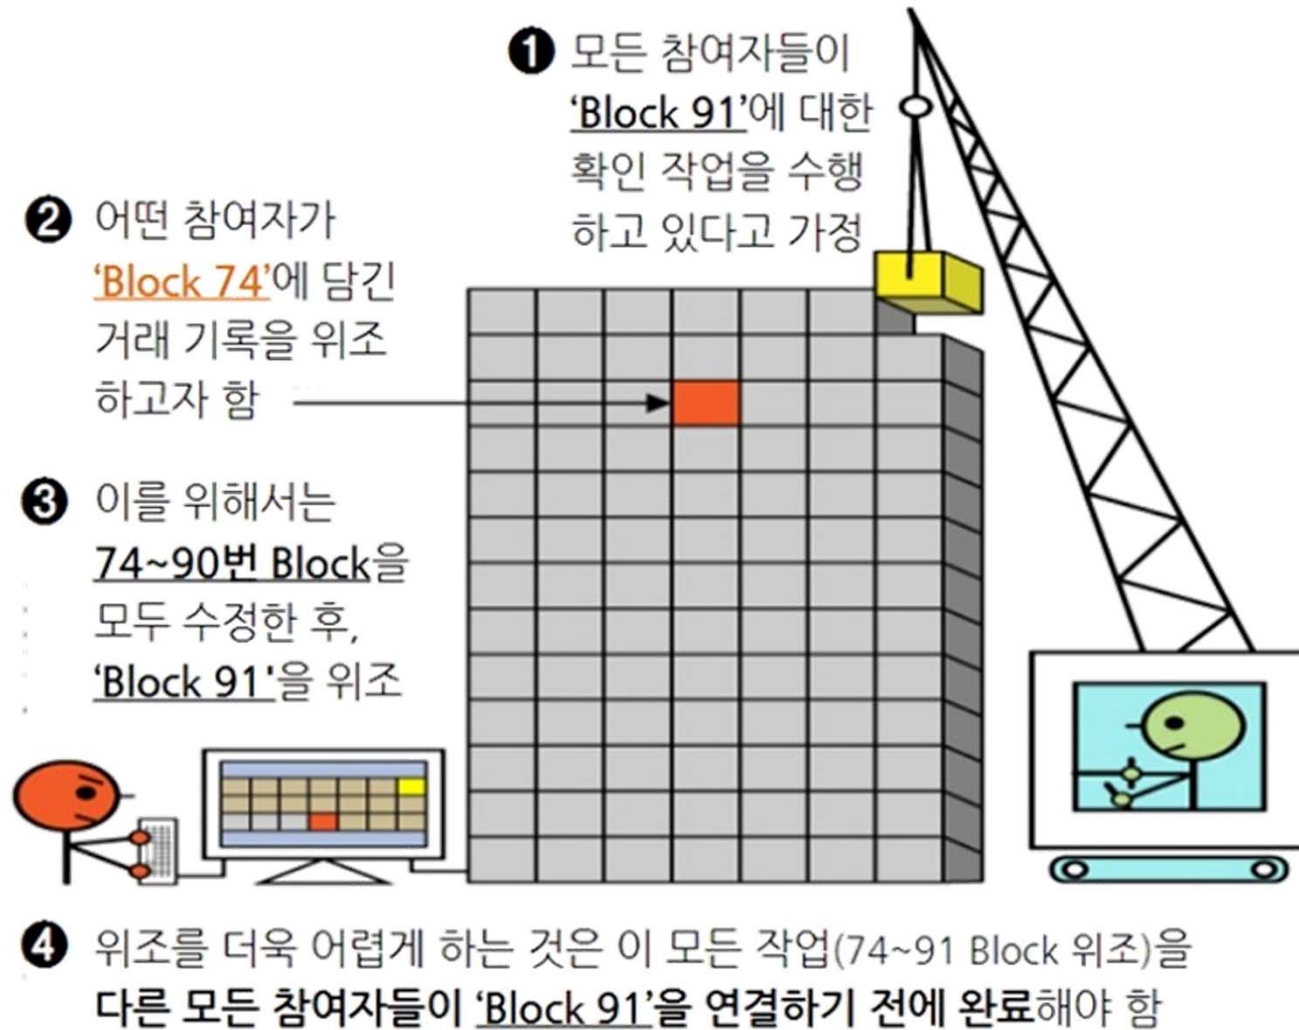 ❶ 모든 참여자들이
‘Block 91’에 대한
확인 작업을 수행
하고 있다고 가정
❷ 어떤 참여자가
‘Block 74’에 담긴
거래 기록을 위조
하고자 함
❸ 이를 위해서는
74~90번 Block을
모두 수정한 후,
‘Block 91'을 위조
❹ 위조를 더욱 어렵게 하는 것은 이 모든 작업(74~91 Block 위조)을
다른 모든 참여자들이 ‘Block 91’을 연결하기 전에 완료해야 함